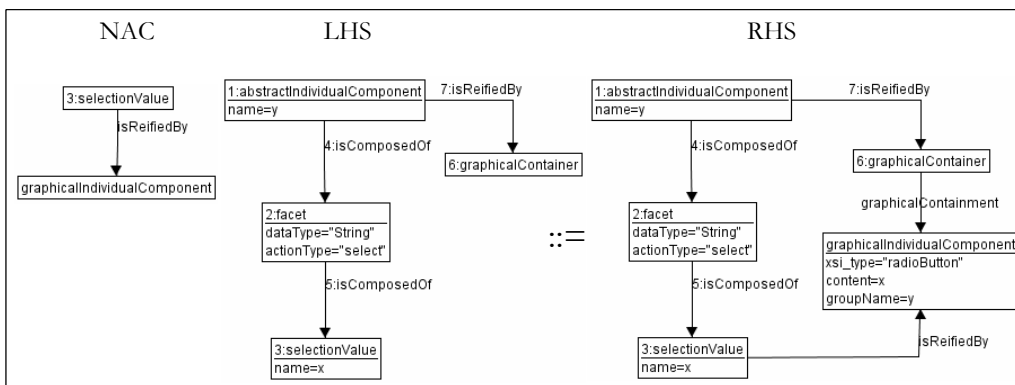 NAC
LHS
RHS
3:selectionValue
isReifiedBy
graphicalIndividualComponent
1:abstractIndividualComponent
name=y
7:isReifiedBy
4:isComposedOf
6:graphicalContainer
2:facet
dataType="String"
actionType="select"
5:isComposedOf
3:selectionValue
name=x
::=
1:abstractIndividualComponent
name=y
7:isReifiedBy
4:isComposedOf
6:graphicalContainer
graphicalContainment
2:facet
dataType="String"
actionType="select"
graphicalIndividualComponent
xsi_type="radioButton"
content=x
groupName=y
5:isComposedOf
isReifiedBy
3:selectionValue
name=x